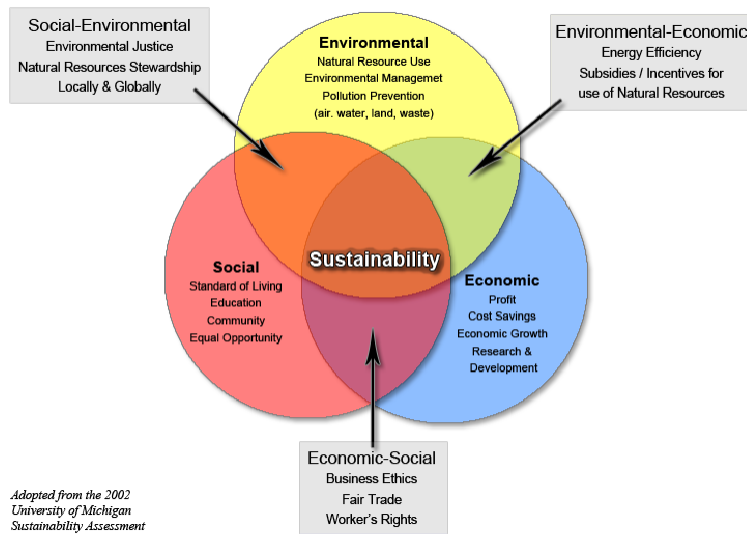 Social-Environmental
Environmental Justice
Natural Resources Stewardship
Locally & Globally
Environmental
Natural Resource Use
Environmental Managemet
Pollution Prevention
(air. water, land, waste)
Environmental-Economic
Energy Efficiency
Subsidies / Incentives for
use of Natural Resources
Sustainability
Social
Standard of Living
Education
Community
Equal Opportunity
Economic
Profit
Cost Savings
Economic Growth
Research &
Development
Economic-Social
Business Ethics
Fair Trade
Worker's Rights
Adopted from the 2002
University of Michigan
Sustainability Assessment